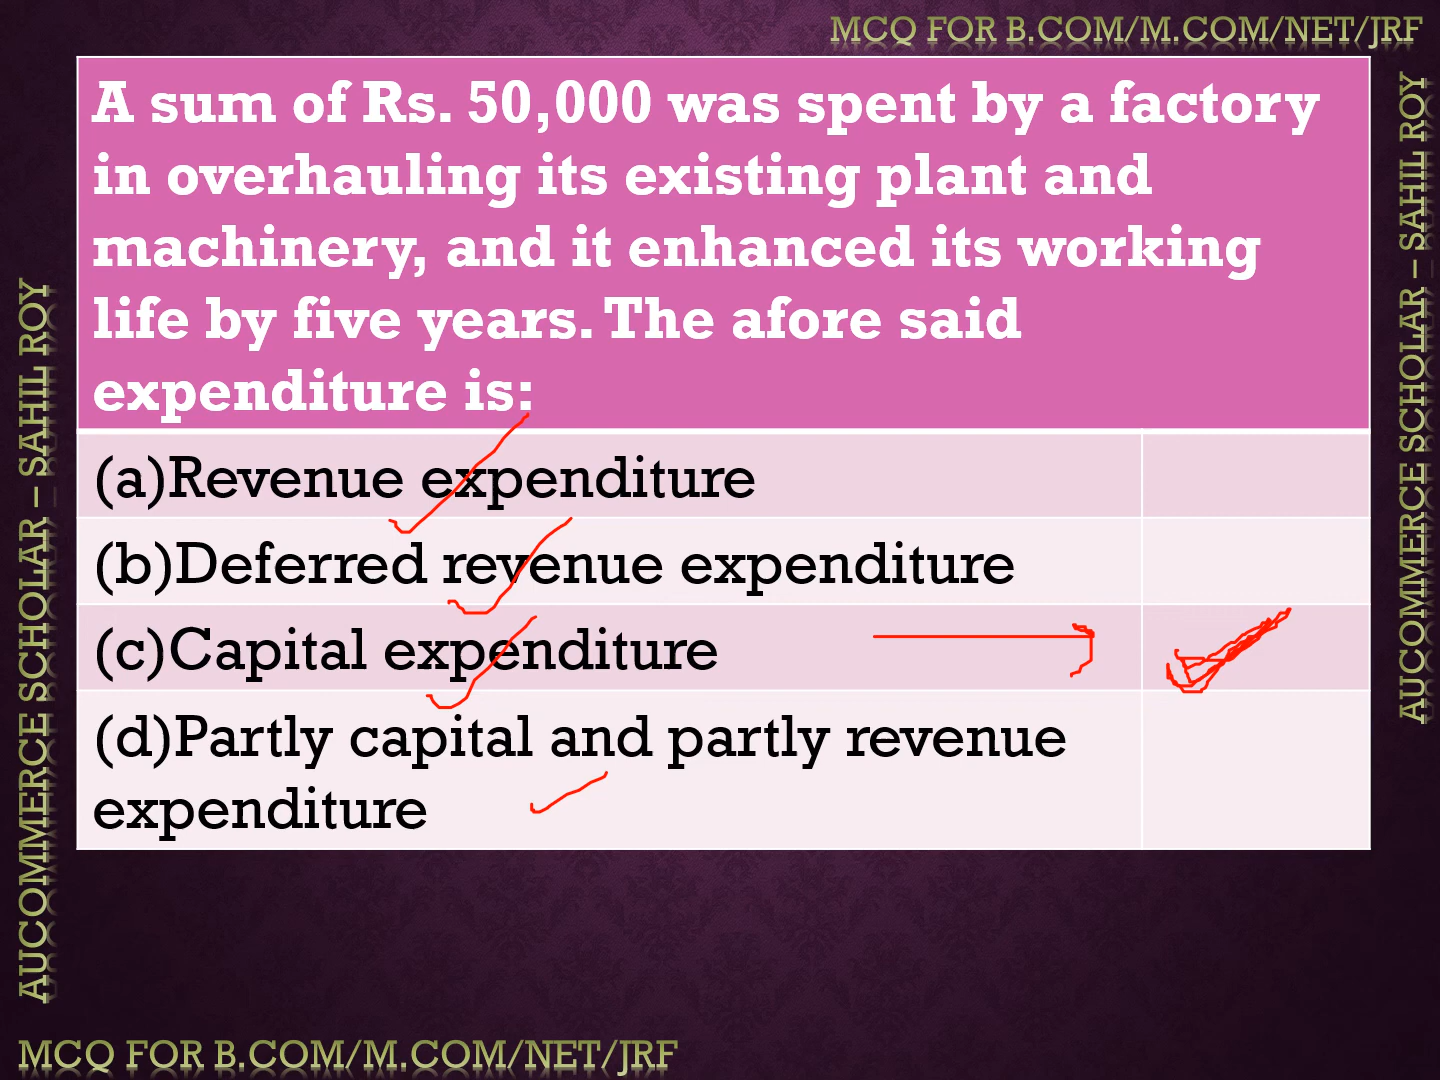 MCQ FOR B.COM/M.COM/NET/JRF
A sum of Rs. 50,000 was spent by a factory
in overhauling its existing plant and
machinery, and it enhanced its working
life by five years. The afore said
expenditure is:
(a)Revenue expenditure
(b)Deferred revenue expenditure
(c)Capital expenditure
(d)Partly capital and partly revenue
expenditure
AUCOMMERCE SCHOLAR – SAHIL ROY
AUCOMMERCE SCHOLAR – SAHIL ROY
MCQ FOR B.COM/M.COM/NET/JRF